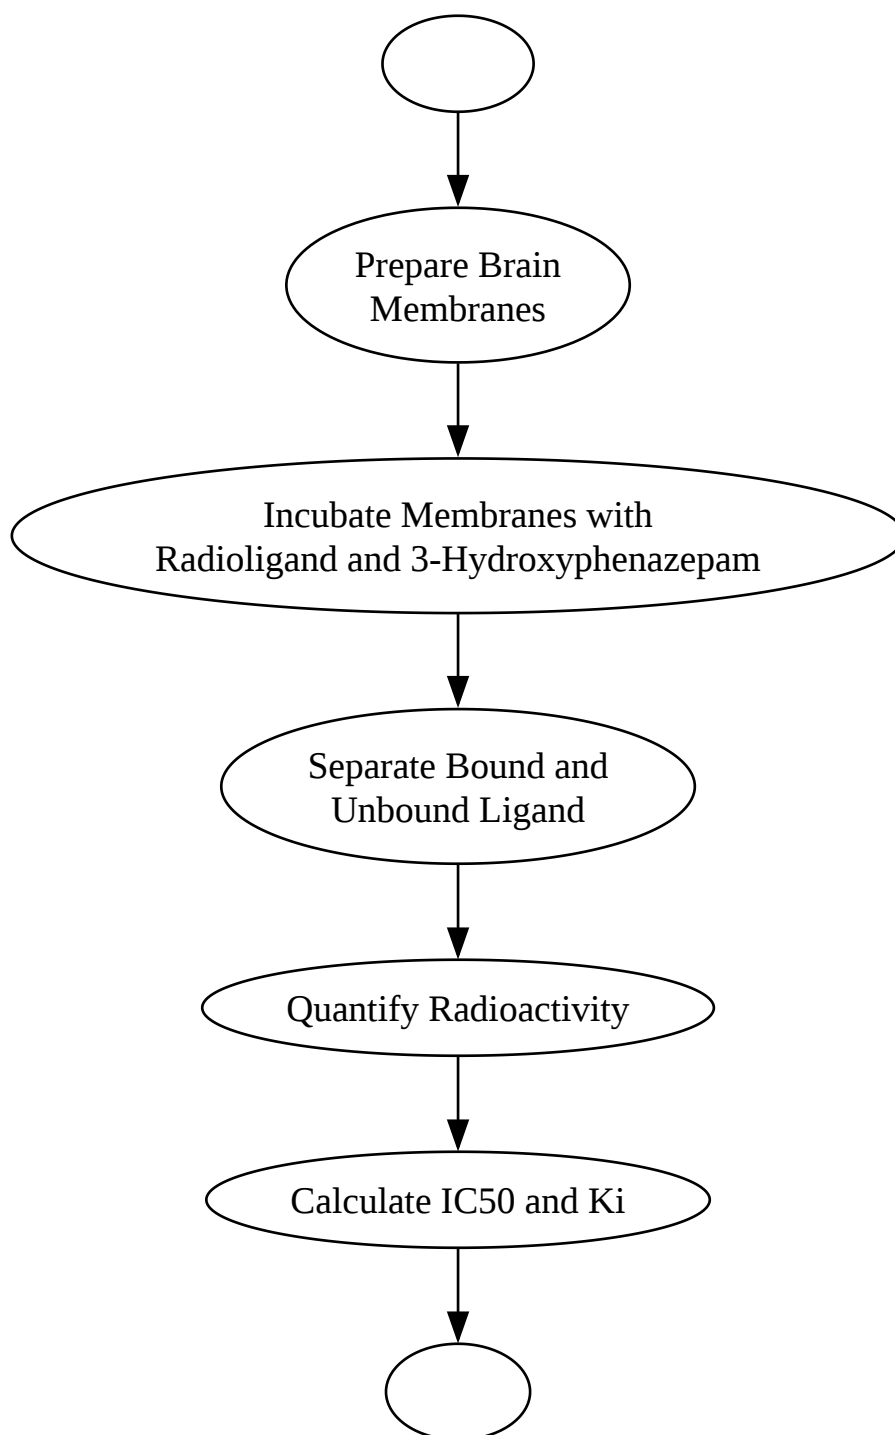 Prepare Brain
Membranes
Incubate Membranes with
Radioligand and 3-Hydroxyphenazepam
Separate Bound and
Unbound Ligand
Quantify Radioactivity
Calculate IC50 and Ki